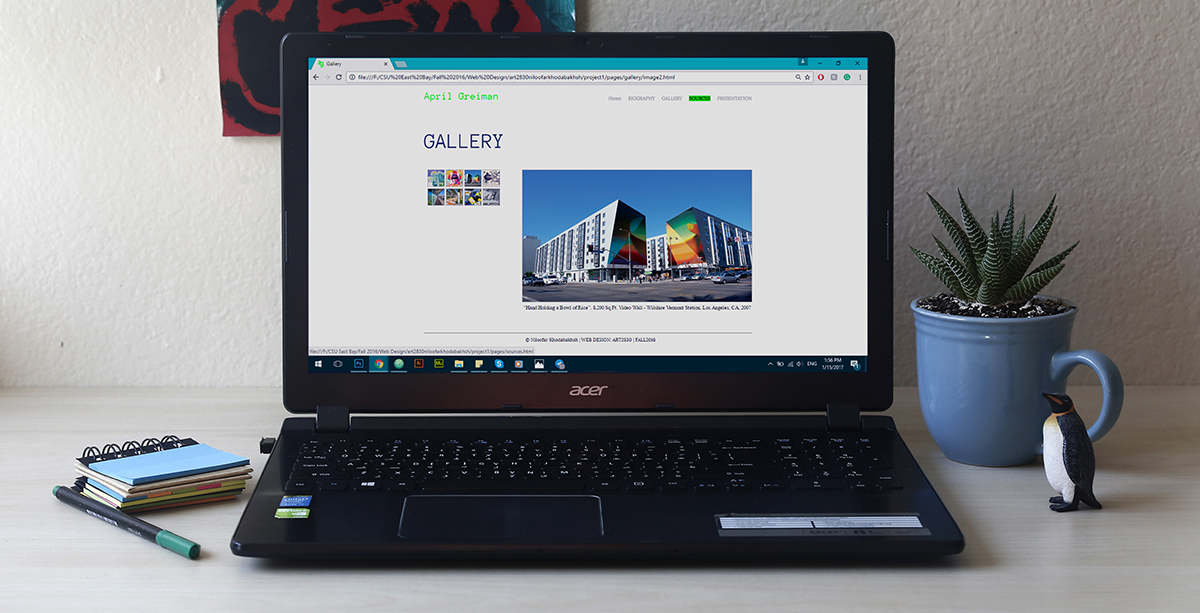 Gallery
file:///F:/CSU%20East%20Bay/Fall%202016/Web%20Design/art2830niloofarkhodabakhsh/project1/pages/gallery/image2.html
April Greiman
Home BIOGRAPHY GALLERY SOURCES PRESENTATION
GALLERY
"Hand Holding a Bowl of Rice". 8,200 Sq Ft. Video Wall - Wilshire Vermont Station. Los Angeles, CA, 2007
© Niloofar Khodabakhsh | WEB DESIGN: ART2830 | FALL2016
file:///F:/CSU East Bay/Fall 2016/Web Design/art2830niloofarkhodabakhsh/project1/pages/sources.html
ENG
1:56 PM
1/15/2017
acer